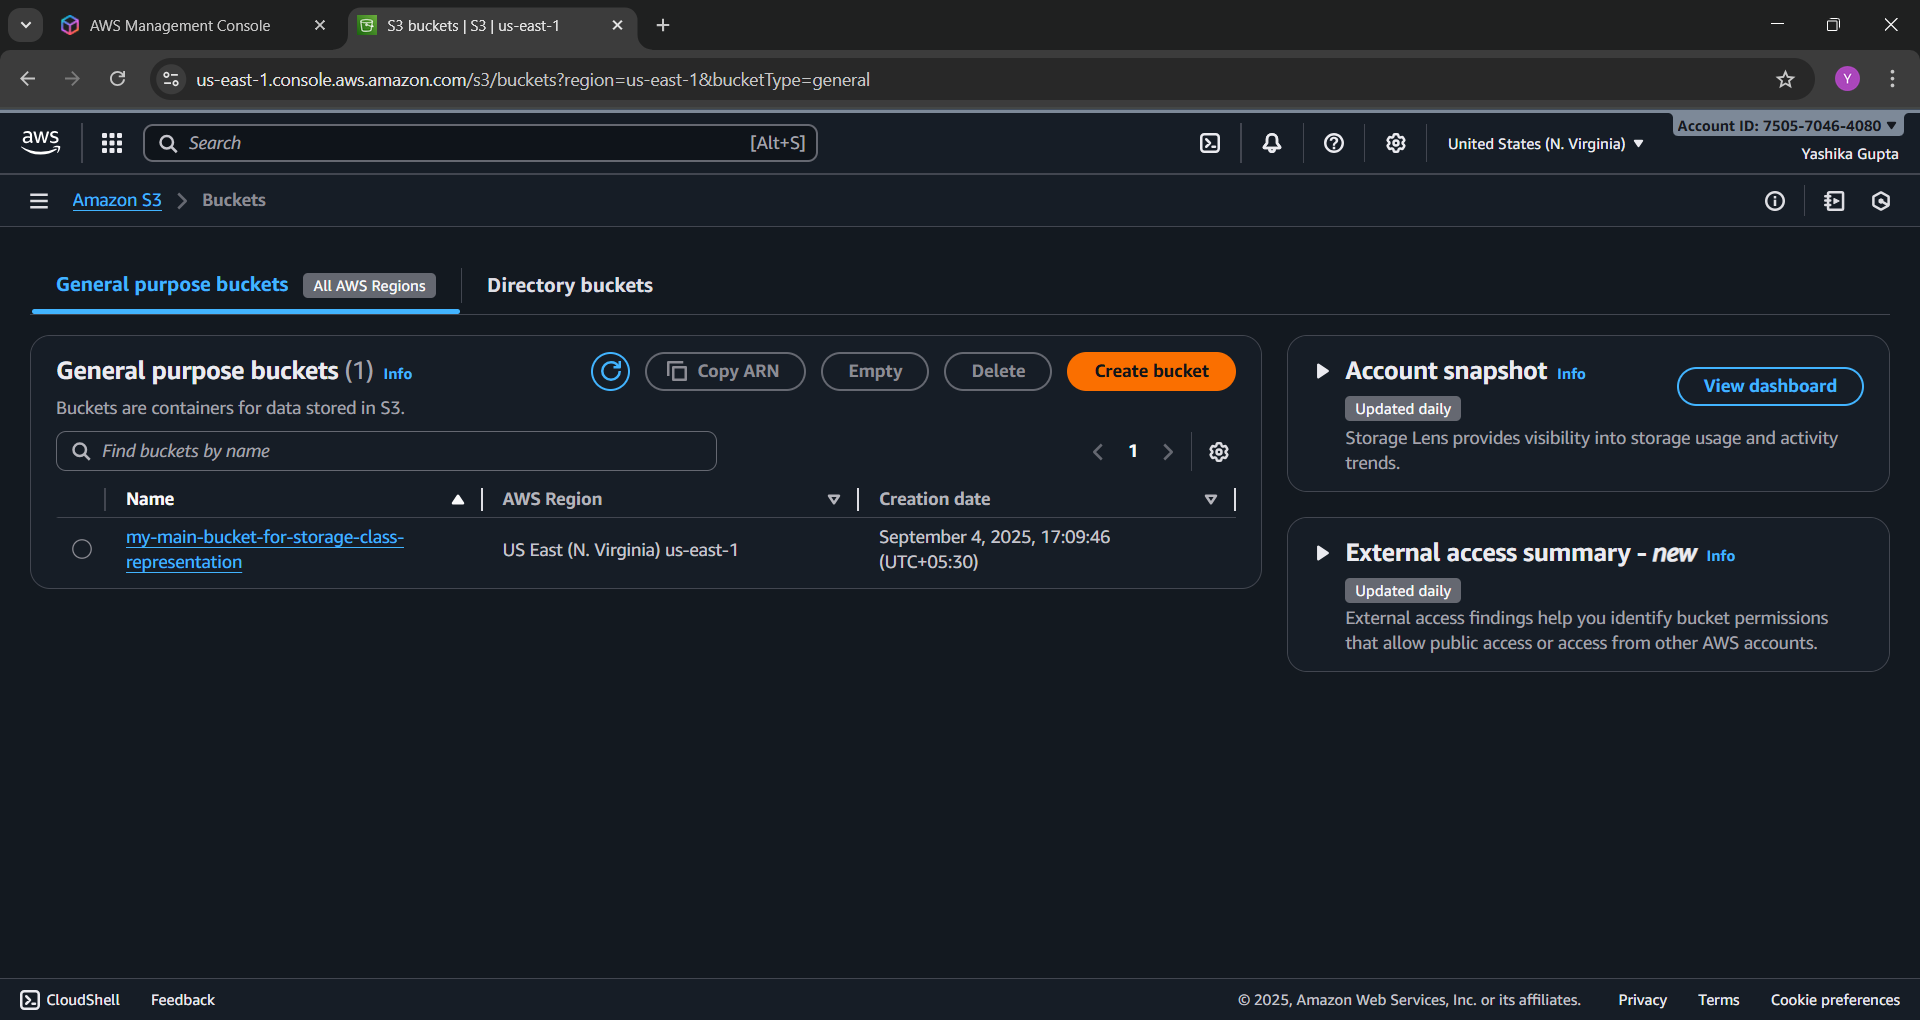 AWS Management Console
S3 buckets | S3 | us-east-1
us-east-1.console.aws.amazon.com/s3/buckets?region=us-east-1&bucketType=general
Y
aws
Search
[Alt+S]
United States (N. Virginia)
Account ID: 7505-7046-4080
Yashika Gupta
Amazon S3
Buckets
General purpose buckets
All AWS Regions
Directory buckets
General purpose buckets (1) Info
Copy ARN
Empty
Delete
Create bucket
Buckets are containers for data stored in S3.
Find buckets by name
1
Name
AWS Region
Creation date
my-main-bucket-for-storage-class-
representation
US East (N. Virginia) us-east-1
September 4, 2025, 17:09:46
(UTC+05:30)
Account snapshot Info
View dashboard
Updated daily
Storage Lens provides visibility into storage usage and activity
trends.
External access summary - new Info
Updated daily
External access findings help you identify bucket permissions
that allow public access or access from other AWS accounts.
CloudShell
Feedback
© 2025, Amazon Web Services, Inc. or its affiliates.
Privacy
Terms
Cookie preferences